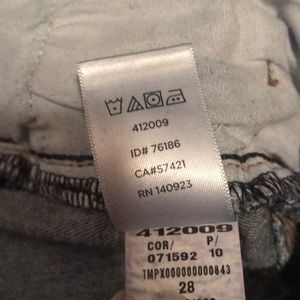 412009
ID# 76186
CA#57421
RN 140923
412009
COR/ P/
071592 10
TMPX000000000843
28